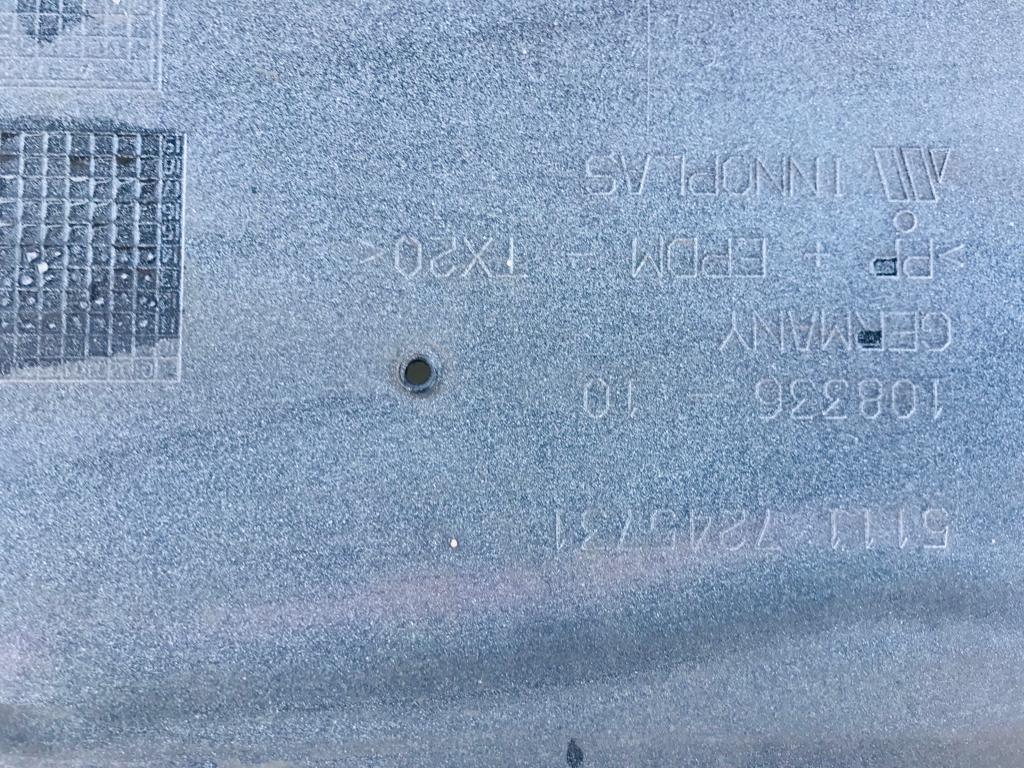 5111 7245731
108336 - 10
GERMANY
>PP + EPDM - TX20<
INNOPLAS